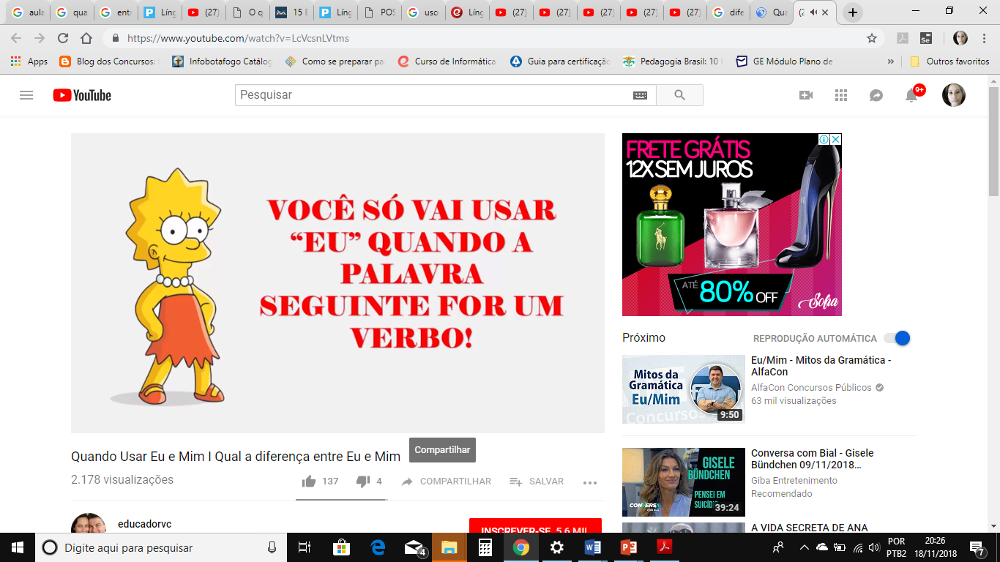 aula
qua
entr
Líng
(27)
O q
15 E
Líng
POS
uso
Líng
(27)
(27)
(27)
(27)
(27)
dife
Qua
(2
https://www.youtube.com/watch?v=LcVcsnLVtms
Apps
Blog dos Concursos:
Infobotafogo Catálog
Como se preparar pa
Curso de Informática
Guia para certificaçã
Pedagogia Brasil: 10 P
GE Módulo Plano de
»
Outros favoritos
YouTube
Pesquisar
9+
VOCÊ SÓ VAI USAR
“EU” QUANDO A
PALAVRA
SEGUINTE FOR UM
VERBO!
FRETE GRÁTIS
12X SEM JUROS
ATÉ 80% OFF
Sofia
Próximo
REPRODUÇÃO AUTOMÁTICA
Mitos da
Gramática
Eu/Mim
Concursos
9:50
Eu/Mim - Mitos da Gramática -
AlfaCon
AlfaCon Concursos Públicos
63 mil visualizações
Compartilhar
Quando Usar Eu e Mim I Qual a diferença entre Eu e Mim
2.178 visualizações
137
4
COMPARTILHAR
SALVAR
GISELE
BÜNDCHEN
PENSEI EM
SUICÍD
CONVERSA
COM BIAL
39:24
Conversa com Bial - Gisele
Bündchen 09/11/2018…
Giba Entretenimento
Recomendado
educadorvc
INSCREVER-SE 5,6 MIL
A VIDA SECRETA DE ANA
Digite aqui para pesquisar
4
POR
PTB2
20:26
18/11/2018
7